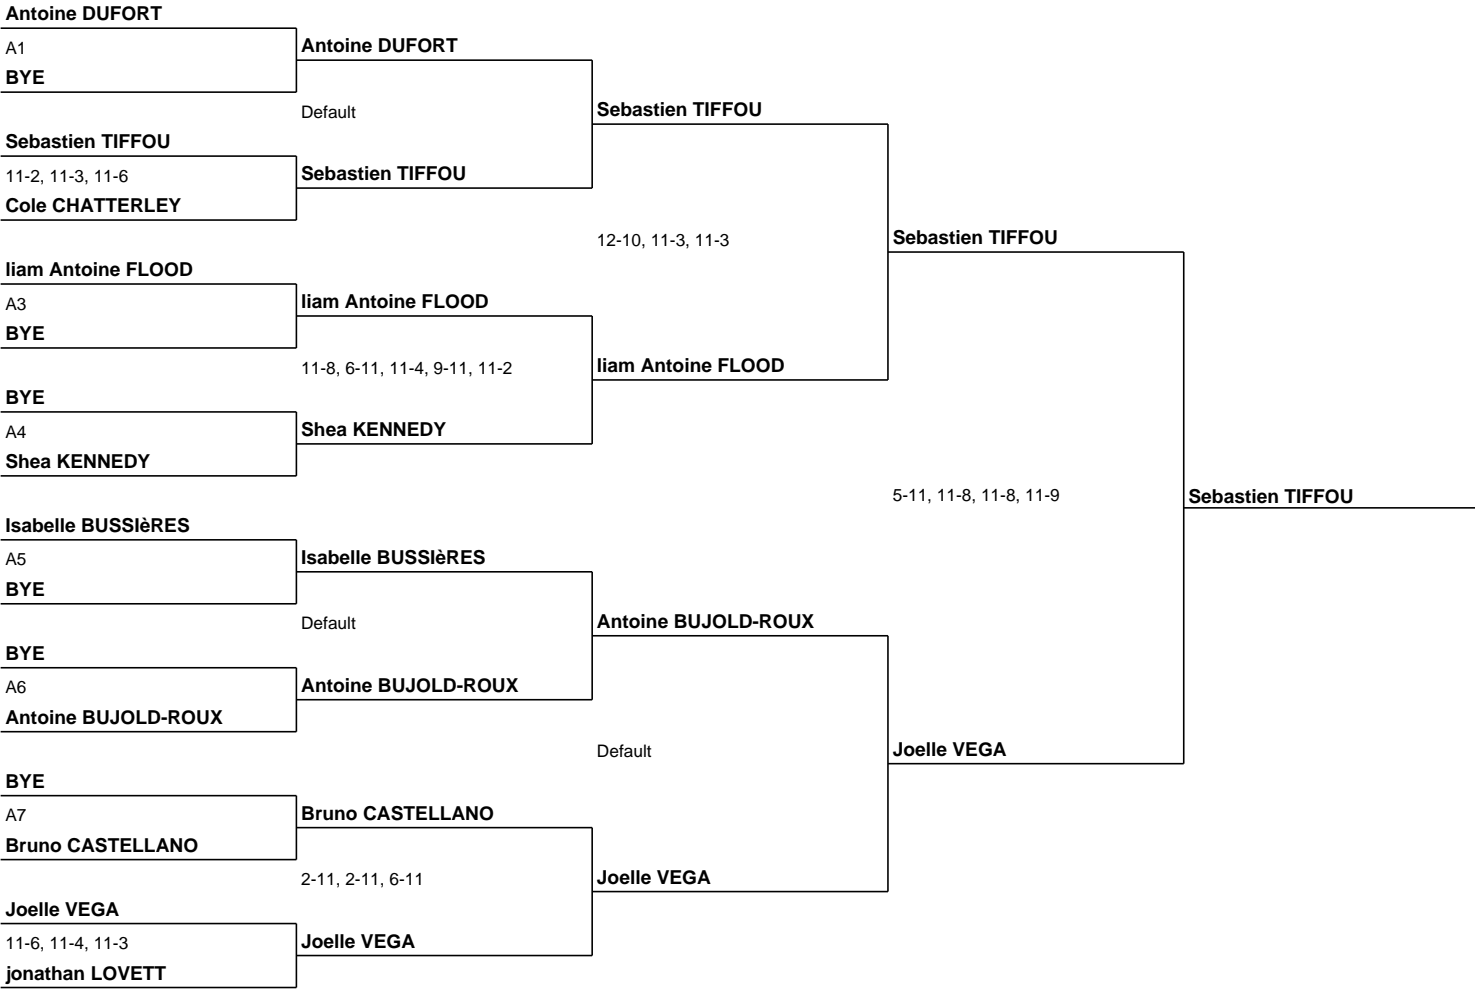 Antoine DUFORT
A1
BYE
Sebastien TIFFOU
11-2, 11-3, 11-6
Cole CHATTERLEY
liam Antoine FLOOD
A3
BYE
BYE
A4
Shea KENNEDY
Isabelle BUSSIèRES
A5
BYE
BYE
A6
Antoine BUJOLD-ROUX
BYE
A7
Bruno CASTELLANO
Joelle VEGA
11-6, 11-4, 11-3
jonathan LOVETT
Antoine DUFORT
Default
Sebastien TIFFOU
liam Antoine FLOOD
11-8, 6-11, 11-4, 9-11, 11-2
Shea KENNEDY
Isabelle BUSSIèRES
Default
Antoine BUJOLD-ROUX
Bruno CASTELLANO
2-11, 2-11, 6-11
Joelle VEGA
Sebastien TIFFOU
12-10, 11-3, 11-3
liam Antoine FLOOD
Antoine BUJOLD-ROUX
Default
Joelle VEGA
Sebastien TIFFOU
5-11, 11-8, 11-8, 11-9
Joelle VEGA
Sebastien TIFFOU